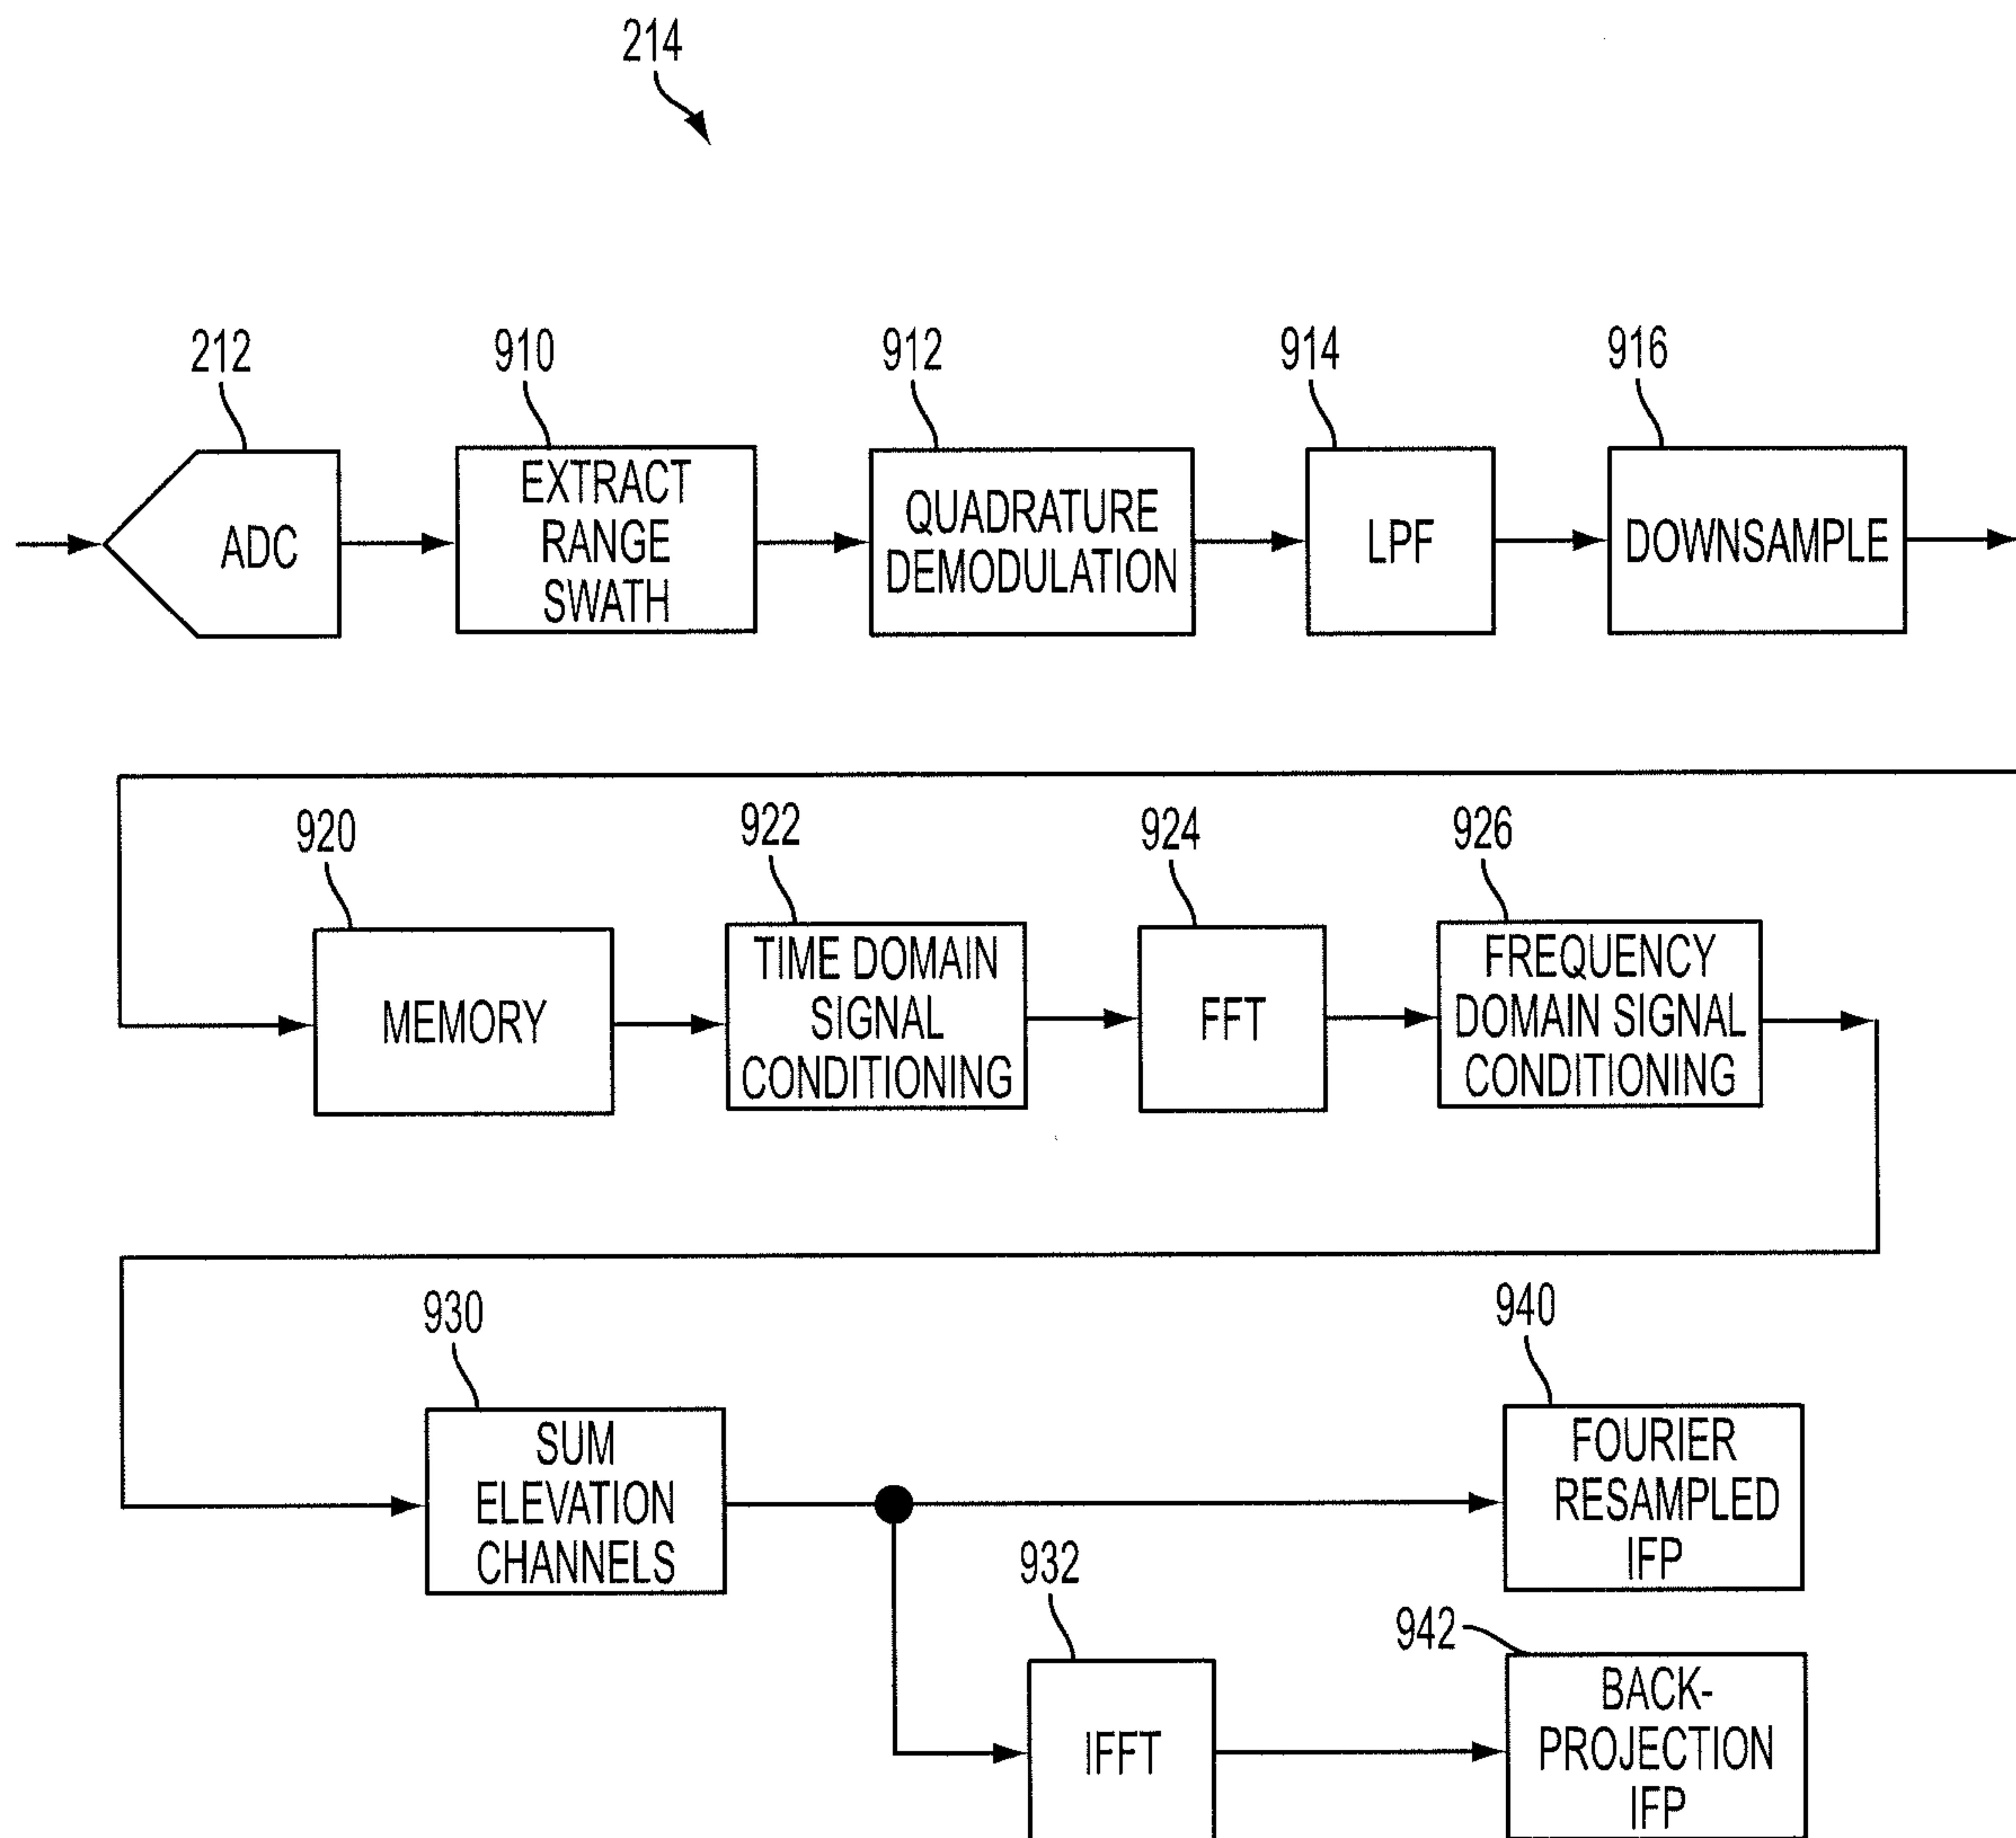 214
212
910
912
914
916
ADC
EXTRACT
RANGE
SWATH
QUADRATURE
DEMODULATION
LPF
DOWNSAMPLE
920
922
924
926
MEMORY
TIME DOMAIN
SIGNAL
CONDITIONING
FFT
FREQUENCY
DOMAIN SIGNAL
CONDITIONING
930
940
SUM
ELEVATION
CHANNELS
FOURIER
RESAMPLED
IFP
932
942
IFFT
BACK-
PROJECTION
IFP